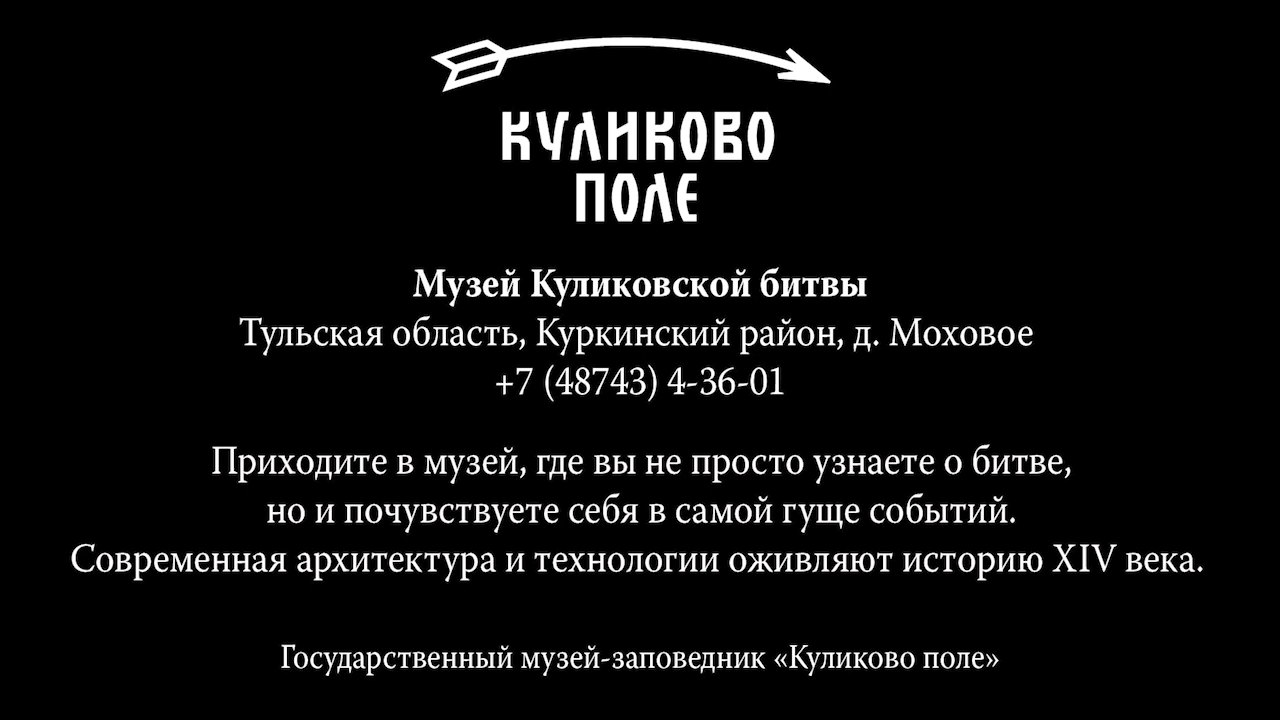 КУЛИКОВО
ПОЛЕ
Музей Куликовской битвы
Тульская область, Куркинский район, д. Моховое
+7 (48743) 4-36-01
Приходите в музей, где вы не просто узнаете о битве,
но и почувствуете себя в самой гуще событий.
Современная архитектура и технологии оживляют историю XIV века.
Государственный музей-заповедник «Куликово поле»